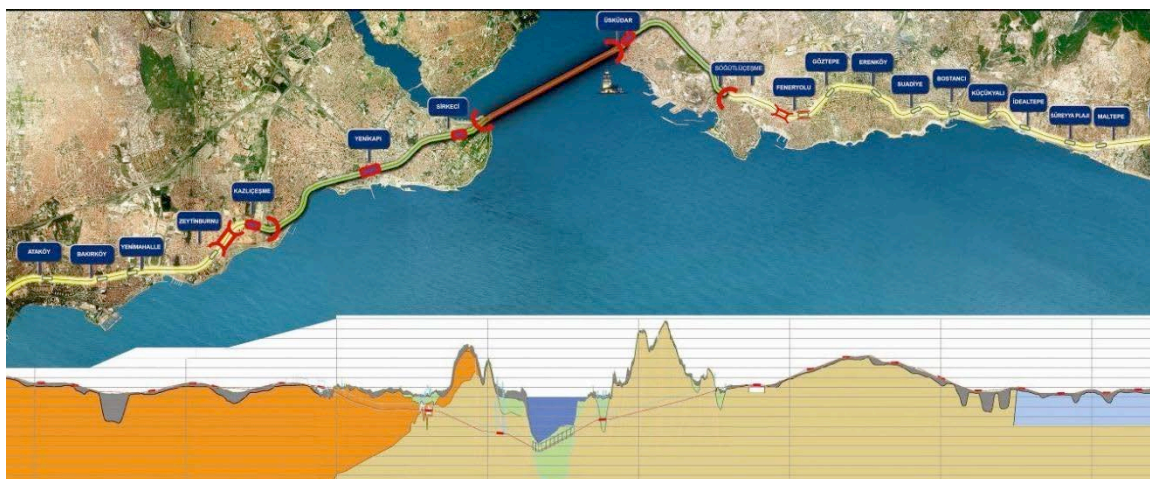 ATAKÖY
BAKIRKÖY
YENİMAHALLE
ZEYTİNBURNU
KAZLIÇEŞME
YENİKAPI
SİRKECİ
ÜSKÜDAR
SÖĞÜTLÜÇEŞME
FENERYOLU
GÖZTEPE
ERENKÖY
SUADİYE
BOSTANCI
KÜÇÜKYALI
İDEALTEPE
SÜREYYA PLAJI
MALTEPE